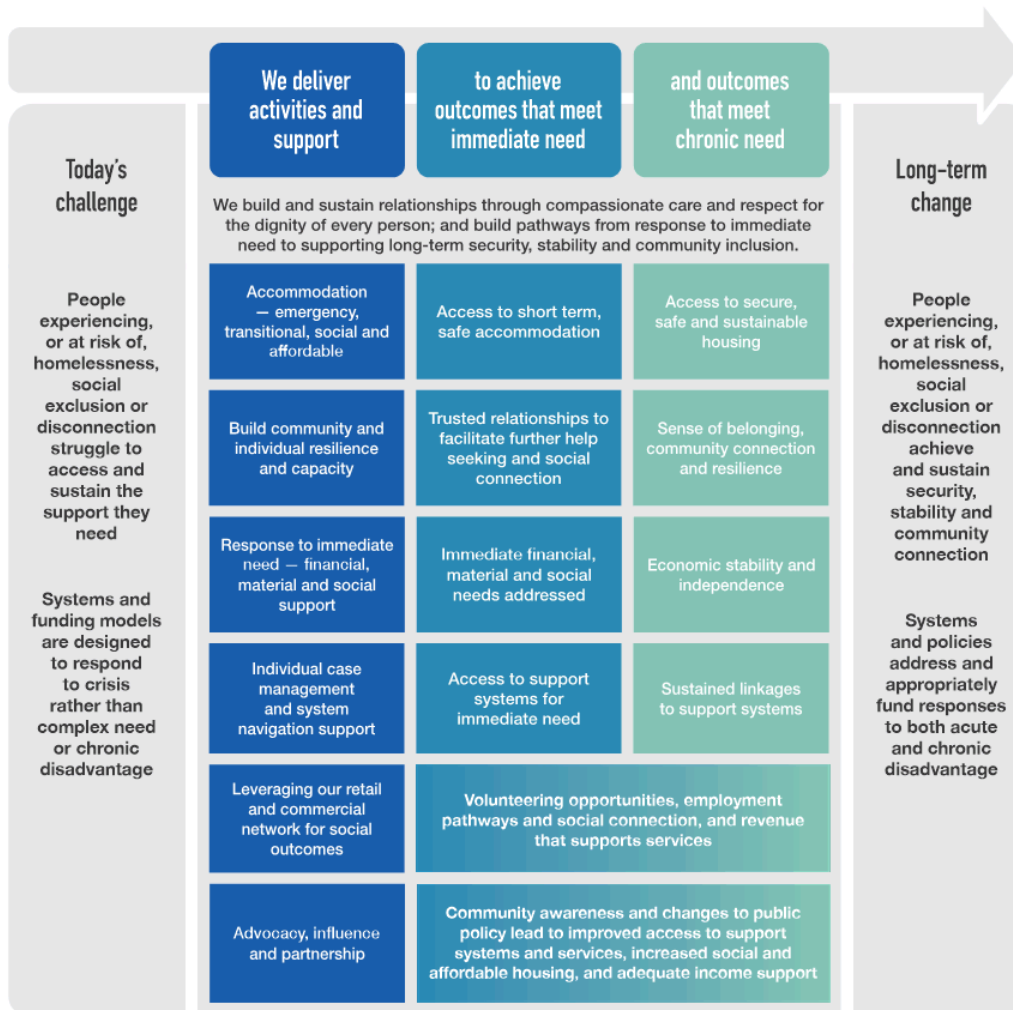 We deliver
activities and
support
to achieve
outcomes that meet
immediate need
and outcomes
that meet
chronic need
Today's
challenge
People
experiencing,
or at risk of,
homelessness,
social
exclusion or
disconnection
struggle to
access and
sustain the
support they
need
Systems and
funding models
are designed
to respond
to crisis
rather than
complex need
or chronic
disadvantage
We build and sustain relationships through compassionate care and respect for
the dignity of every person; and build pathways from response to immediate
need to supporting long-term security, stability and community inclusion.
Accommodation
— emergency,
transitional, social and
affordable
Access to short term,
safe accommodation
Access to secure,
safe and sustainable
housing
Build community and
individual resilience
and capacity
Trusted relationships to
facilitate further help
seeking and social
connection
Sense of belonging,
community connection
and resilience
Response to immediate
need — financial,
material and social
support
Immediate financial,
material and social
needs addressed
Economic stability and
independence
Individual case
management
and system
navigation support
Access to support
systems for
immediate need
Sustained linkages
to support systems
Leveraging our retail
and commercial
network for social
outcomes
Volunteering opportunities, employment
pathways and social connection, and revenue
that supports services
Advocacy, influence
and partnership
Community awareness and changes to public
policy lead to improved access to support
systems and services, increased social and
affordable housing, and adequate income support
Long-term
change
People
experiencing,
or at risk of,
homelessness,
social
exclusion or
disconnection
achieve
and sustain
security,
stability and
community
connection
Systems
and policies
address and
appropriately
fund responses
to both acute
and chronic
disadvantage